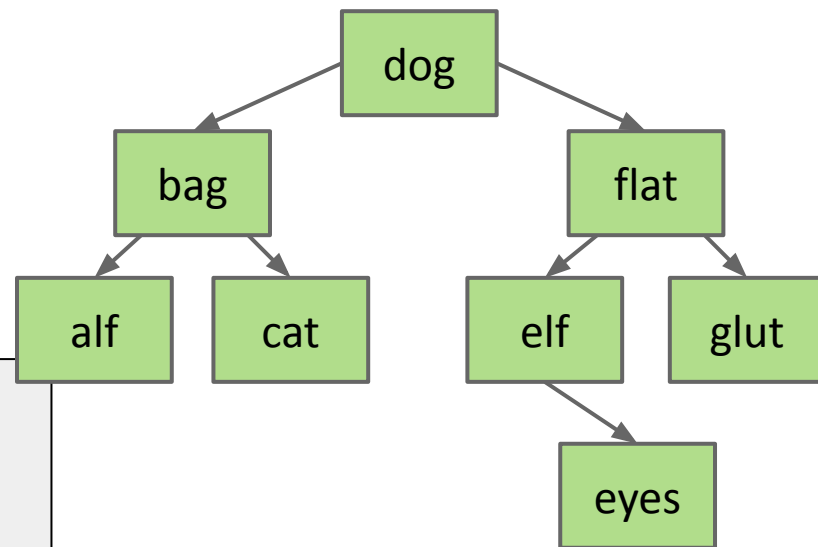 dog
bag
flat
alf
cat
elf
glut
eyes